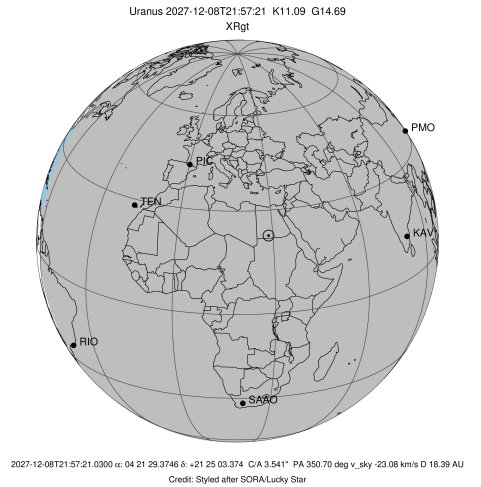 Uranus 2027-12-08T21:57:21 K11.09 G14.69
XRgt
PMO
PIC
TEN
KAV
RIO
SAAO
2027-12-08T21:57:21.0300 α: 04 21 29.3746 δ: +21 25 03.374 C/A 3.541" PA 350.70 deg v_sky -23.08 km/s D 18.39 AU
Credit: Styled after SORA/Lucky Star